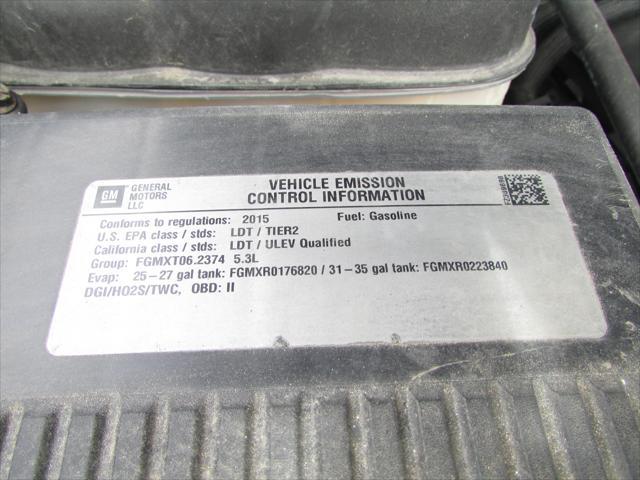 GM GENERAL MOTORS LLC
VEHICLE EMISSION
CONTROL INFORMATION
Conforms to regulations: 2015 Fuel: Gasoline
U.S. EPA class / stds: LDT / TIER2
California class / stds: LDT / ULEV Qualified
Group: FGMXT06.2374 5.3L
Evap: 25-27 gal tank: FGMXR0176820 / 31-35 gal tank: FGMXR0223840
DGI/HO2S/TWC, OBD: II